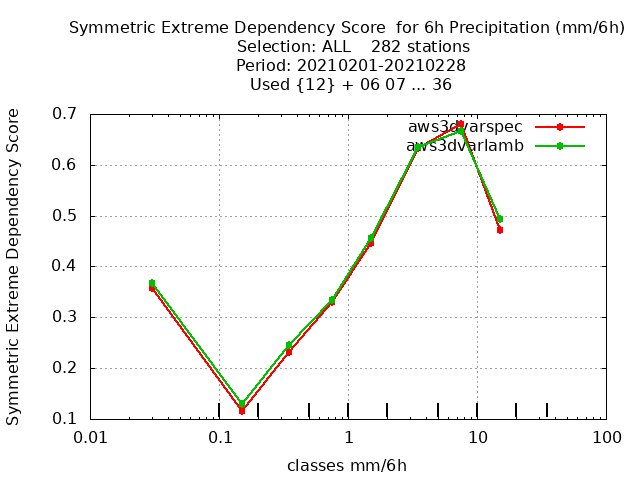 Symmetric Extreme Dependency Score  for 6h Precipitation (mm/6h)
Selection: ALL    282 stations
Period: 20210201-20210228
Used {12} + 06 07 ... 36
Symmetric Extreme Dependency Score
0.7
0.6
0.5
0.4
0.3
0.2
0.1
aws3dvarspec
aws3dvarlamb
0.01 0.1 1 10 100
classes mm/6h